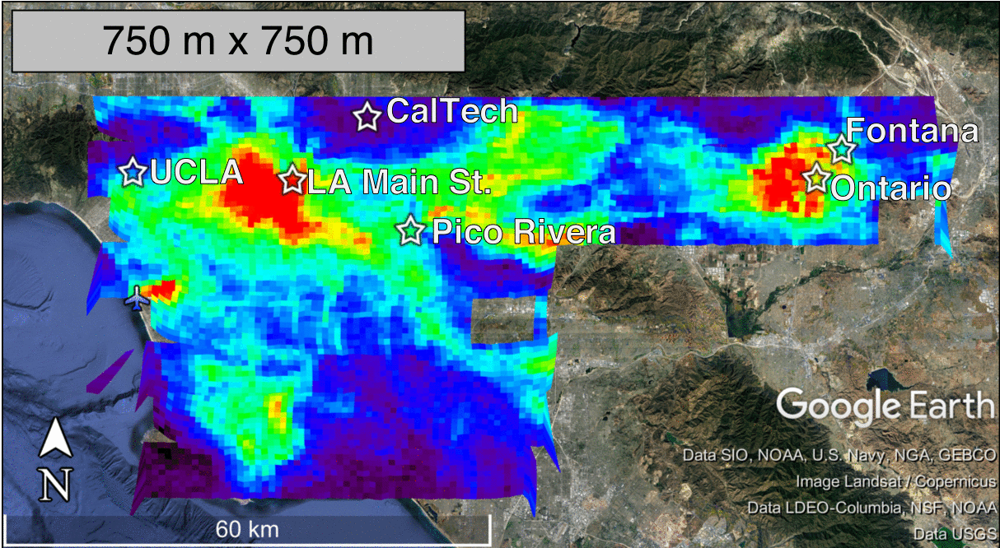 750 m x 750 m
CalTech
Fontana
UCLA
LA Main St.
Ontario
Pico Rivera
Google Earth
N
Data SIO, NOAA, U.S. Navy, NGA, GEBCO
Image Landsat / Copernicus
Data LDEO-Columbia, NSF, NOAA
60 km
Data USGS